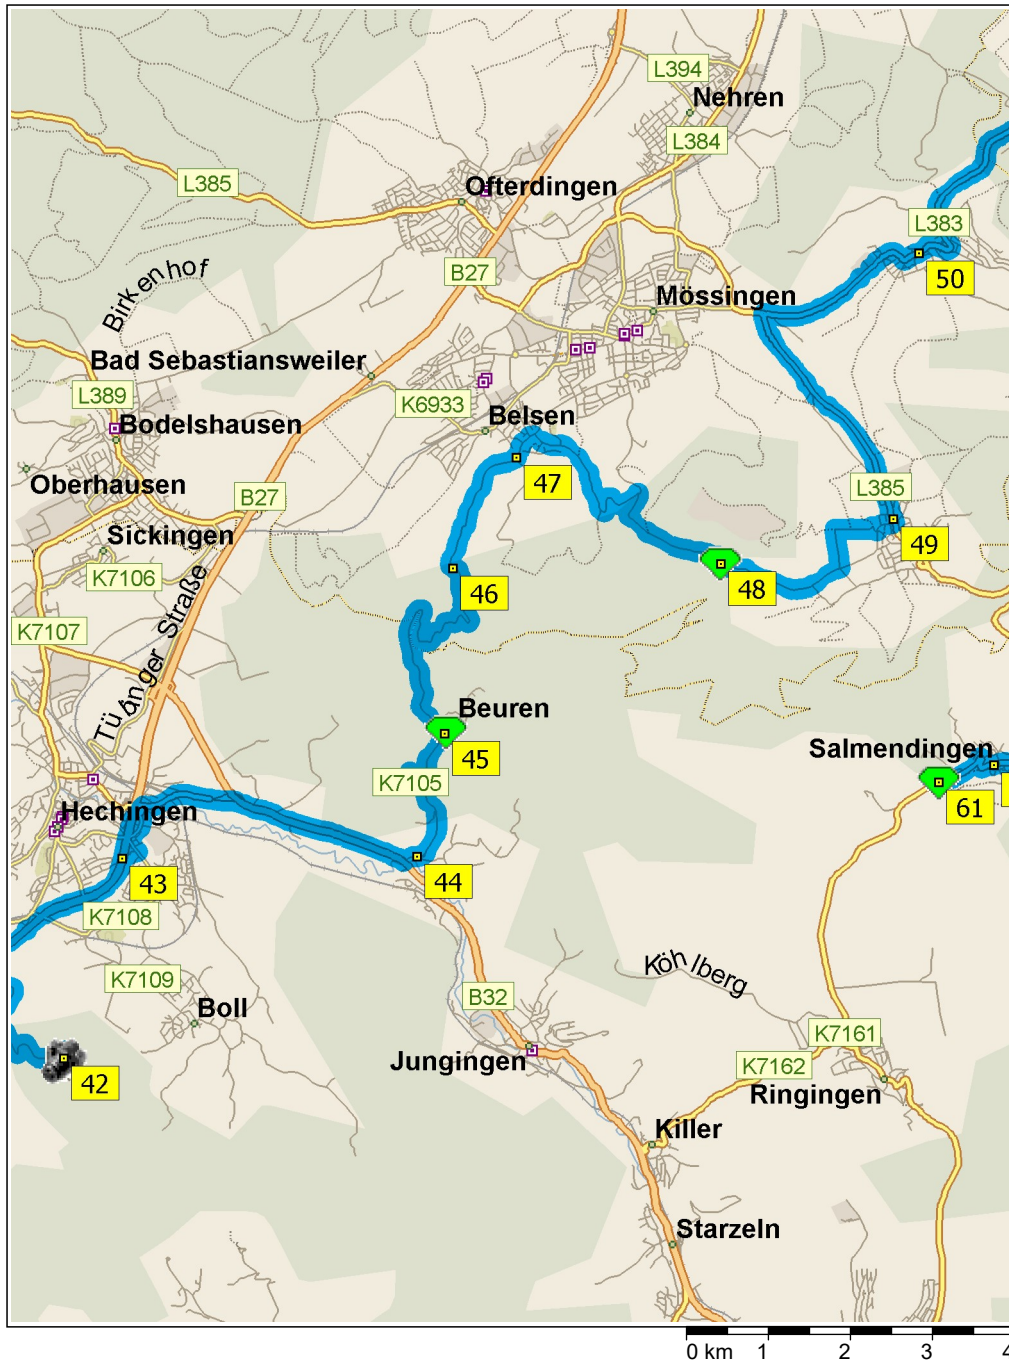 L394
Nehren
L384
L385
Ofterdingen
L383
B27
50
Birkenhof
Mössingen
Bad Sebastiansweiler
L389
K6933
Bodelshausen
Belsen
Oberhausen
47
L385
B27
Sickingen
49
K7106
48
46
K7107
Tübinger Straße
Beuren
45
Salmendingen
K7105
61
Hechingen
43
44
K7108
Köhlberg
K7109
B32
Boll
K7161
Jungingen
K7162
42
Ringingen
Killer
Starzeln
0 km 1 2 3 4